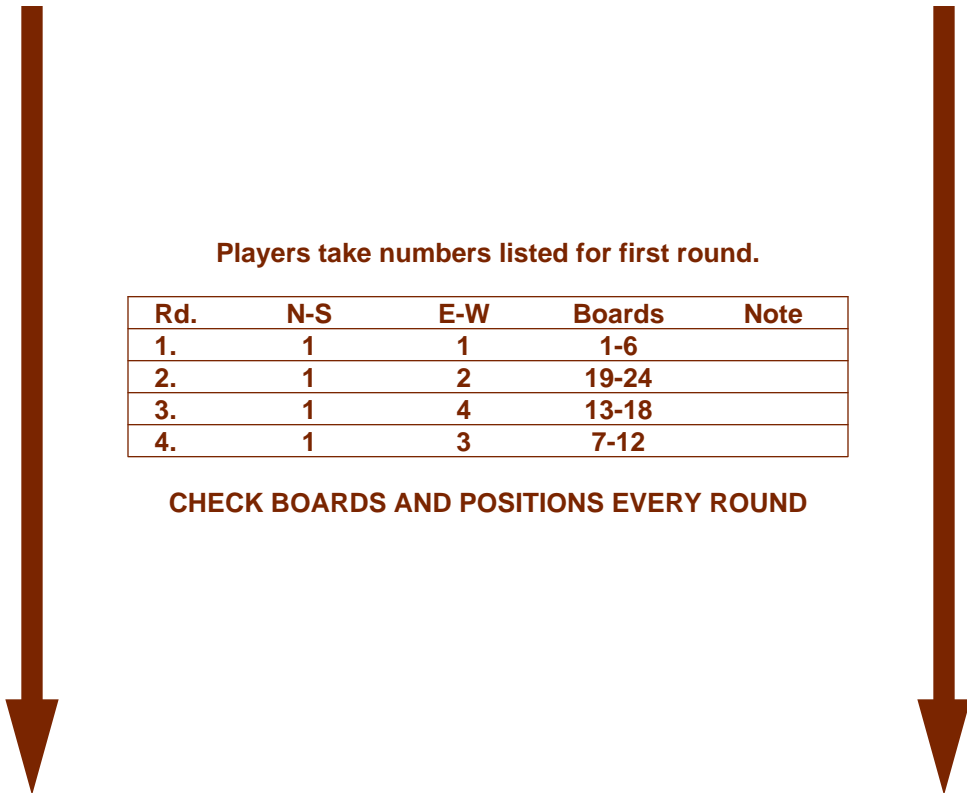 Players take numbers listed for first round.
Rd. N-S E-W Boards Note
1. 1 1 1-6
2. 1 2 19-24
3. 1 4 13-18
4. 1 3 7-12
CHECK BOARDS AND POSITIONS EVERY ROUND